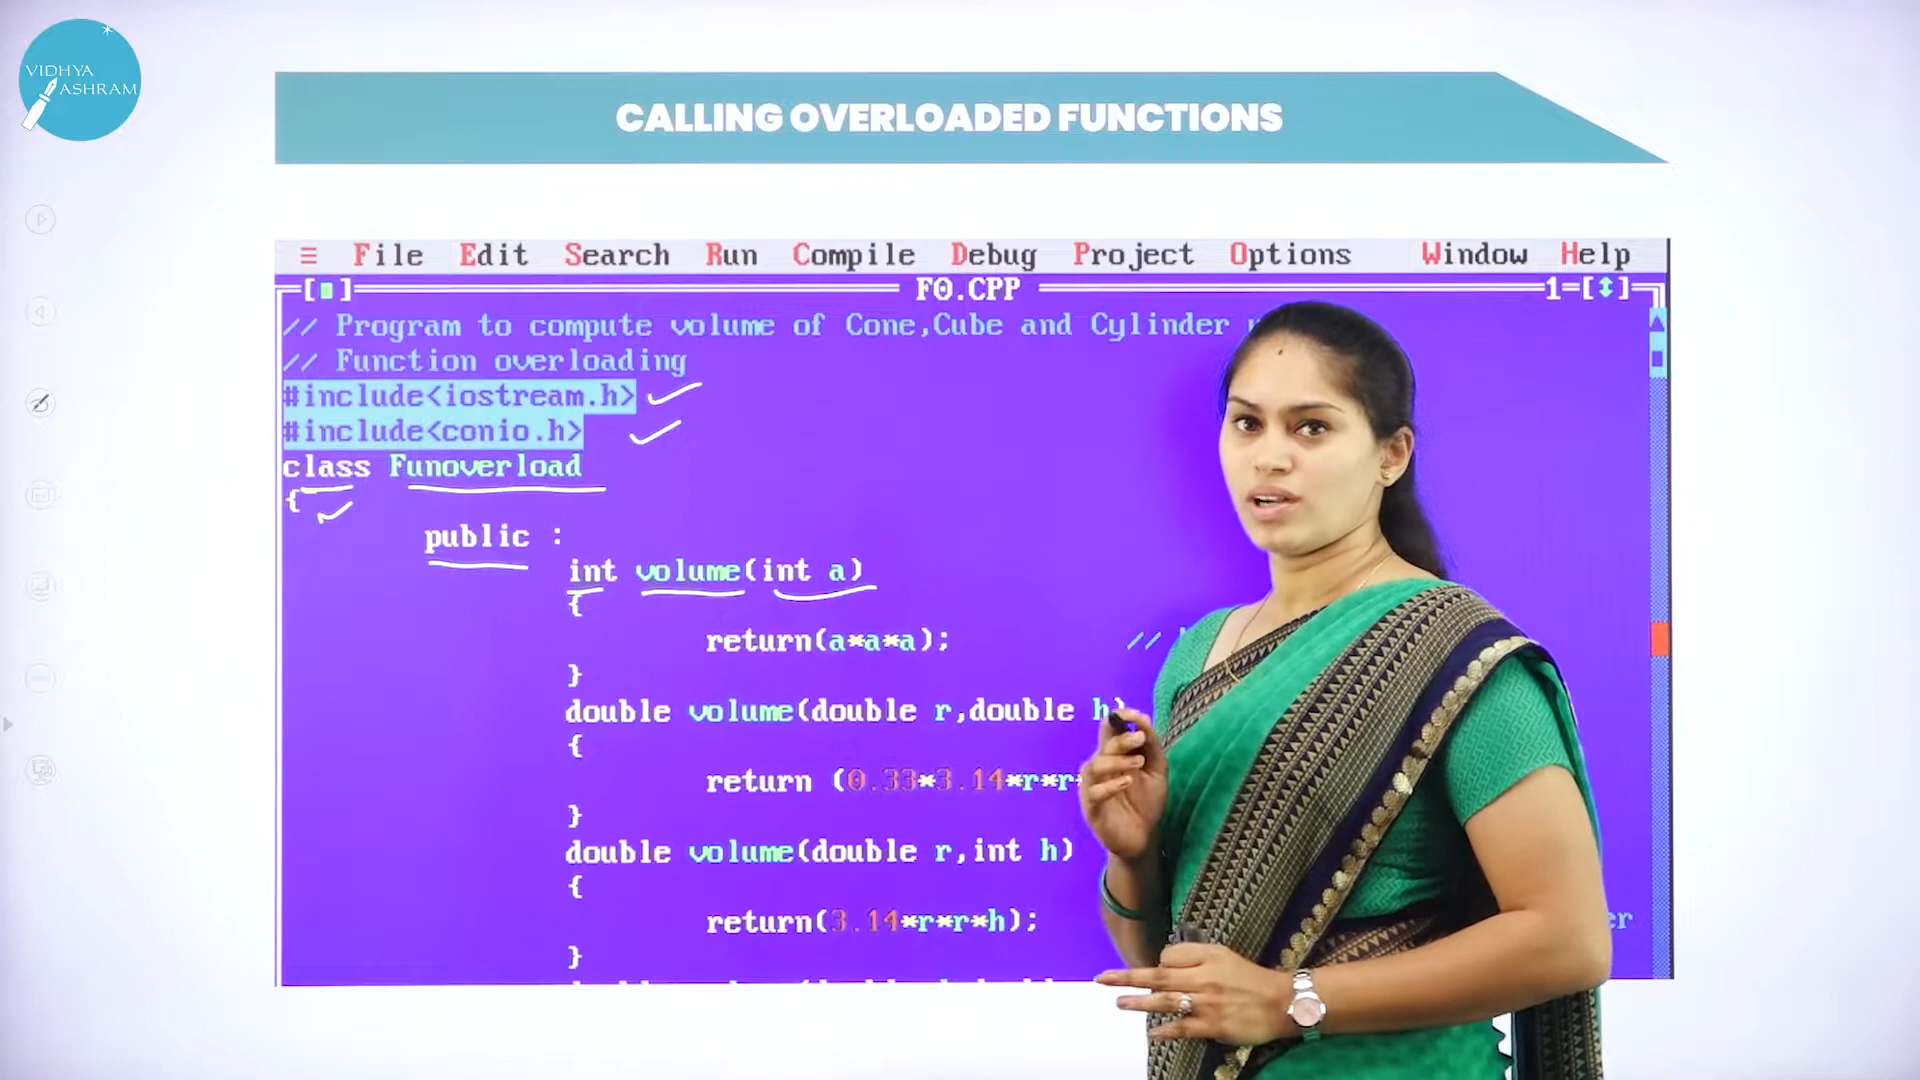 VIDHYA
ASHRAM
CALLING OVERLOADED FUNCTIONS
≡ File Edit Search Run Compile Debug Project Options Window Help
F0.CPP 1
// Program to compute volume of Cone,Cube and Cylinder
// Function overloading
#include<iostream.h>
#include<conio.h>
class Funoverload
{
public :
int volume(int a)
{
return(a*a*a); //
}
double volume(double r,double h)
{
return (0.33*3.14*r*r*
}
double volume(double r,int h)
{
return(3.14*r*r*h);
}